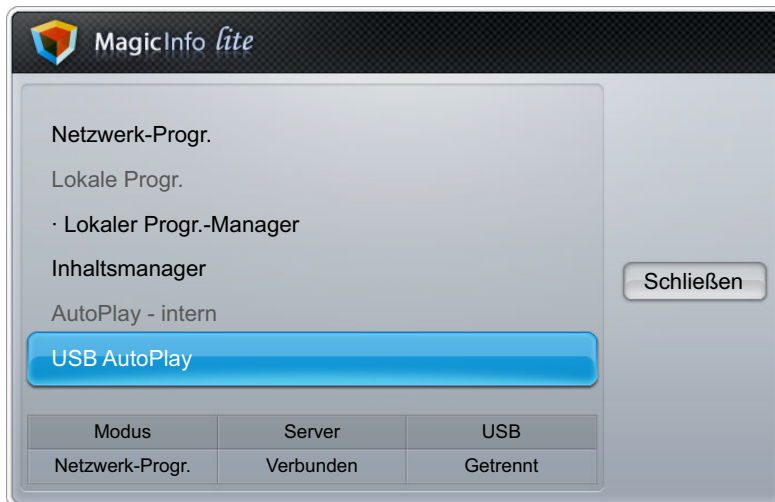 MagicInfo lite
Netzwerk-Progr.
Lokale Progr.
· Lokaler Progr.-Manager
Inhaltsmanager
AutoPlay - intern
USB AutoPlay
Schließen
Modus Server USB
Netzwerk-Progr. Verbunden Getrennt